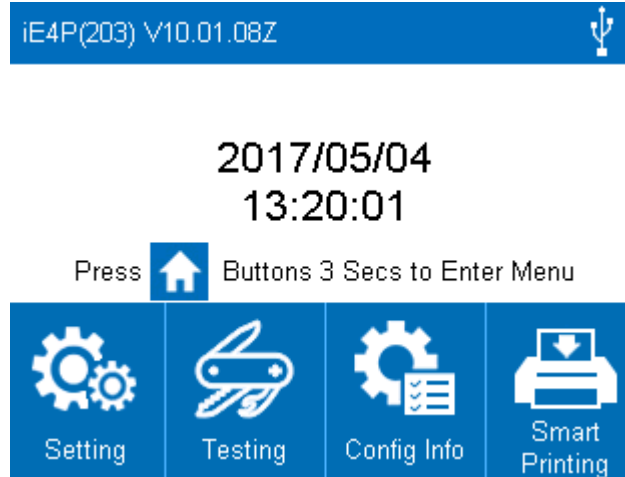 iE4P(203) V10.01.08Z
2017/05/04
13:20:01
Press Buttons 3 Secs to Enter Menu
Setting
Testing
Config Info
Smart
Printing